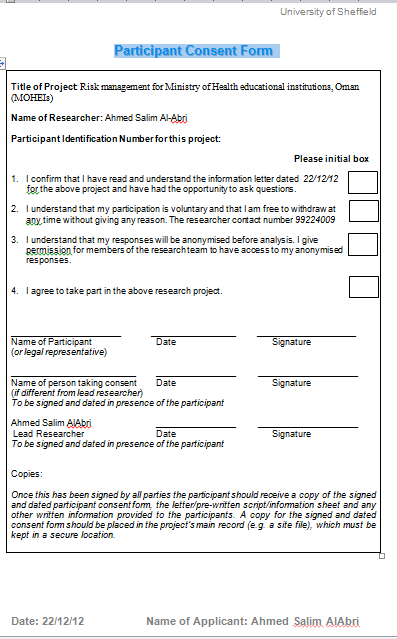 University of Sheffield
Participant Consent Form
Title of Project: Risk management for Ministry of Health educational institutions, Oman
(MOHEIs)
Name of Researcher: Ahmed Salim Al-Abri
Participant Identification Number for this project:
Please initial box
1. I confirm that I have read and understand the information letter dated 22/12/12
for the above project and have had the opportunity to ask questions.
2. I understand that my participation is voluntary and that I am free to withdraw at
any time without giving any reason. The researcher contact number 99224009
3. I understand that my responses will be anonymised before analysis. I give
permission for members of the research team to have access to my anonymised
responses.
4. I agree to take part in the above research project.
Name of Participant Date Signature
(or legal representative)
Name of person taking consent Date Signature
(if different from lead researcher)
To be signed and dated in presence of the participant
Ahmed Salim AlAbri
Lead Researcher Date Signature
To be signed and dated in presence of the participant
Copies:
Once this has been signed by all parties the participant should receive a copy of the signed
and dated participant consent form, the letter/pre-written script/information sheet and any
other written information provided to the participants. A copy for the signed and dated
consent form should be placed in the project's main record (e.g. a site file), which must be
kept in a secure location.
Date: 22/12/12 Name of Applicant: Ahmed Salim AlAbri